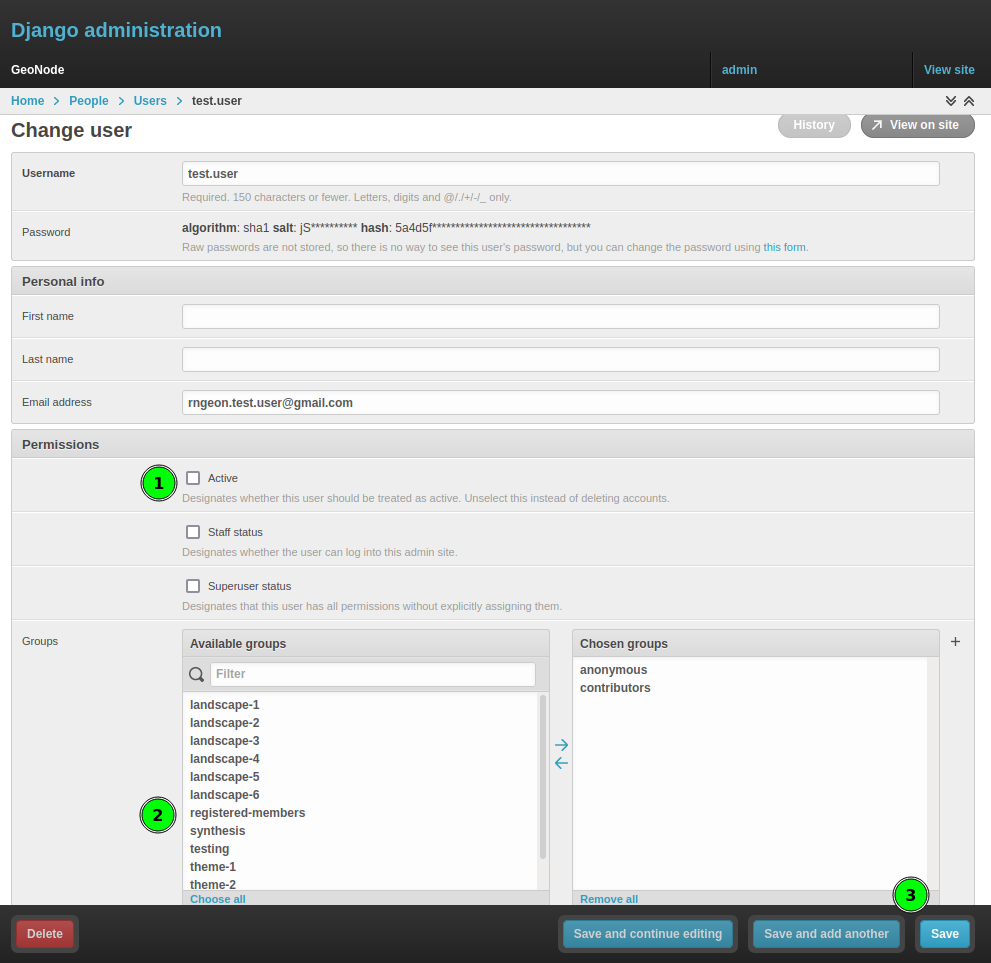 Django administration
GeoNode admin View site
Home > People > Users > test.user
Change user History View on site
Username test.user
Required. 150 characters or fewer. Letters, digits and @/./+/-/_ only.
Password algorithm: sha1 salt: jS********** hash: 5a4d5f**********************************
Raw passwords are not stored, so there is no way to see this user's password, but you can change the password using this form.
Personal info
First name
Last name
Email address rngeon.test.user@gmail.com
Permissions
1 Active
Designates whether this user should be treated as active. Unselect this instead of deleting accounts.
Staff status
Designates whether the user can log into this admin site.
Superuser status
Designates that this user has all permissions without explicitly assigning them.
Groups Available groups Chosen groups +
Filter
anonymous
contributors
landscape-1
landscape-2
landscape-3
landscape-4
landscape-5
landscape-6
2 registered-members
synthesis
testing
theme-1
theme-2
Choose all Remove all 3
Delete Save and continue editing Save and add another Save